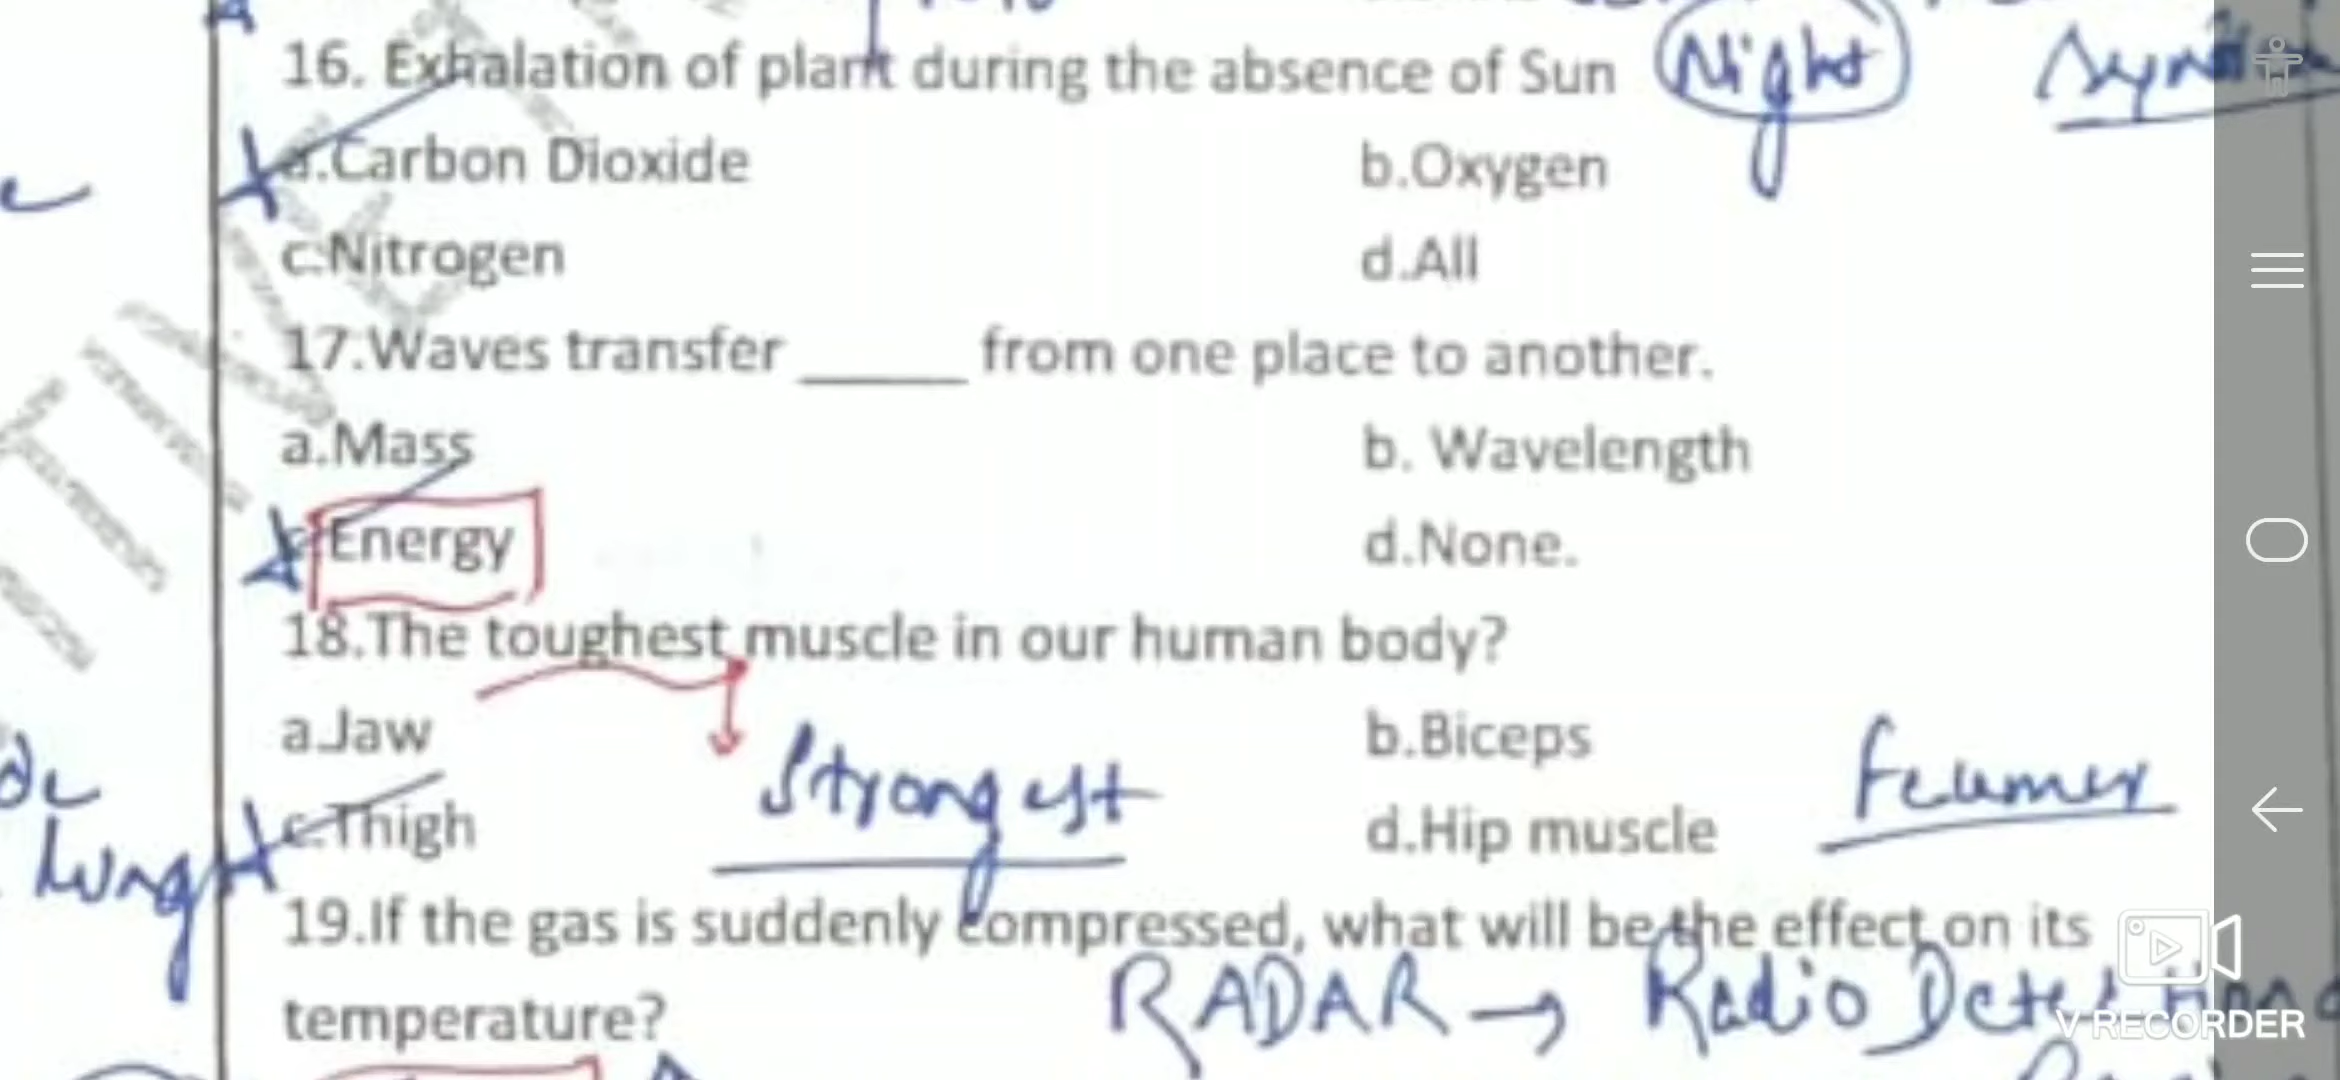 16. Exhalation of plant during the absence of Sun Night
a.Carbon Dioxide b.Oxygen
c.Nitrogen d.All
17.Waves transfer _____ from one place to another.
a.Mass b. Wavelength
Energy d.None.
18.The toughest muscle in our human body?
a.Jaw b.Biceps
Strongest Feumer
c.Thigh d.Hip muscle
Lung
19.If the gas is suddenly compressed, what will be the effect on its
temperature? RADAR → Radio
V RECORDER